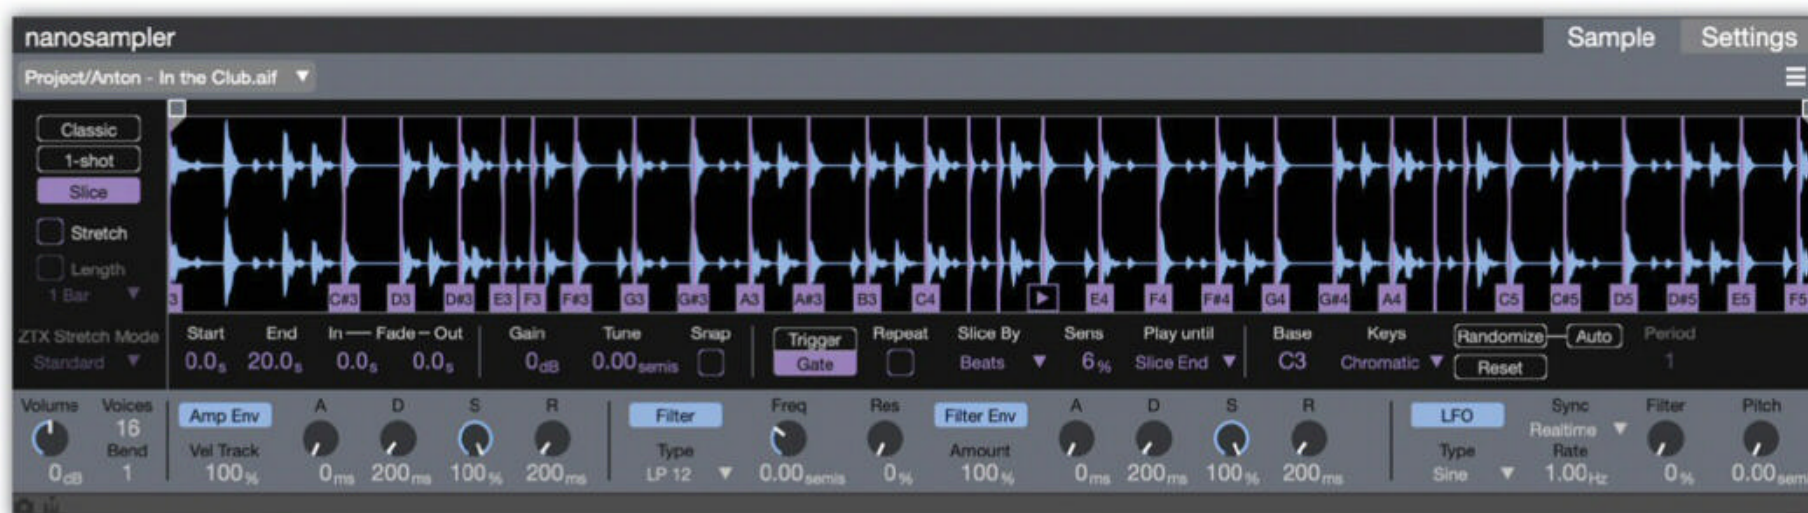 nanosampler Sample Settings
Project/Anton - In the Club.aif
Classic
1-shot
Slice
Stretch
Length
1 Bar
3 C#3 D3 D#3 E3 F3 F#3 G3 G#3 A3 A#3 B3 C4 E4 F4 F#4 G4 G#4 A4 C5 C#5 D5 D#5 E5 F5
ZTX Stretch Mode
Standard
Start End In Fade Out Gain Tune Snap Trigger Repeat Slice By Sens Play until Base Keys Randomize Auto Period
0.0s 20.0s 0.0s 0.0s 0dB 0.00semis Gate Beats 6% Slice End C3 Chromatic Reset 1
Volume Voices Amp Env A D S R Filter Freq Res Filter Env A D S R LFO Sync Filter Pitch
16 Realtime
Bend Vel Track Type Amount Type Rate
0dB 1 100% 0ms 200ms 100% 200ms LP 12 0.00semis 0% 100% 0ms 200ms 100% 200ms Sine 1.00Hz 0% 0.00sem